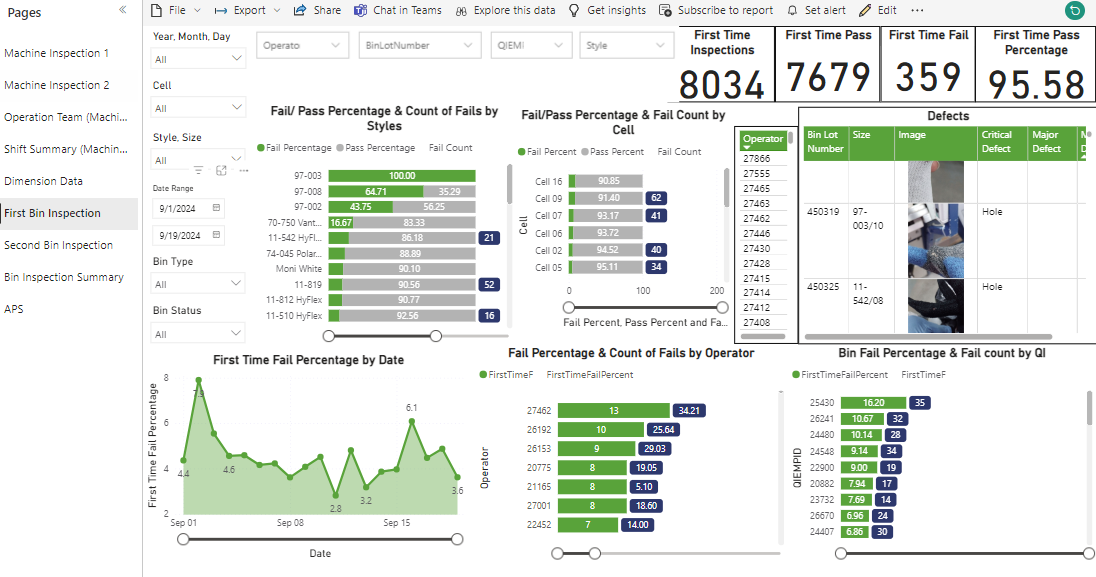 Pages
Machine Inspection 1
Machine Inspection 2
Operation Team (Machi...
Shift Summary (Machin...
Dimension Data
First Bin Inspection
Second Bin Inspection
Bin Inspection Summary
APS
File
Export
Share
Chat in Teams
Explore this data
Get insights
Subscribe to report
Set alert
Edit
Year, Month, Day
All
Cell
All
Style, Size
All
Date Range
9/1/2024
9/19/2024
Bin Type
All
Bin Status
All
Operato
BinLotNumber
QIEMI
Style
First Time
Inspections
8034
First Time Pass
7679
First Time Fail
359
First Time Pass
Percentage
95.58
Fail/ Pass Percentage & Count of Fails by
Styles
Fail Percentage
Pass Percentage
Fail Count
97-003 100.00
97-008 64.71 35.29
97-002 43.75 56.25
70-750 Vant... 16.67 83.33
11-542 HyFl... 86.18 21
74-045 Polar... 88.89
Moni White 90.10
11-819 90.56 52
11-812 HyFlex 90.77
11-510 HyFlex 92.56 16
Fail/Pass Percentage & Fail Count by
Cell
Fail Percent
Pass Percent
Fail Count
Cell
Cell 16 90.85
Cell 09 91.40 62
Cell 07 93.17 41
Cell 06 93.72
Cell 02 94.52 40
Cell 05 95.11 34
0 100 200
Fail Percent, Pass Percent and Fa...
Operator
27866
27555
27465
27463
27462
27446
27430
27428
27415
27414
27412
27408
Defects
Bin Lot
Number
Size
Image
Critical
Defect
Major
Defect
450319
97-
003/10
Hole
450325
11-
542/08
Hole
First Time Fail Percentage by Date
First Time Fail Percentage
8
6
4
2
4.4
7.9
4.6
2.8
3.2
6.1
3.6
Sep 01 Sep 08 Sep 15
Date
Fail Percentage & Count of Fails by Operator
FirstTimeF
FirstTimeFailPercent
Operator
27462 13 34.21
26192 10 25.64
26153 9 29.03
20775 8 19.05
21165 8 5.10
27001 8 18.60
22452 7 14.00
Bin Fail Percentage & Fail count by QI
FirstTimeFailPercent
FirstTimeF
QIEMPID
25430 16.20 35
26241 10.67 32
24480 10.14 28
24548 9.14 34
22900 9.00 19
20882 7.94 17
23732 7.69 14
26670 6.96 24
24407 6.86 30